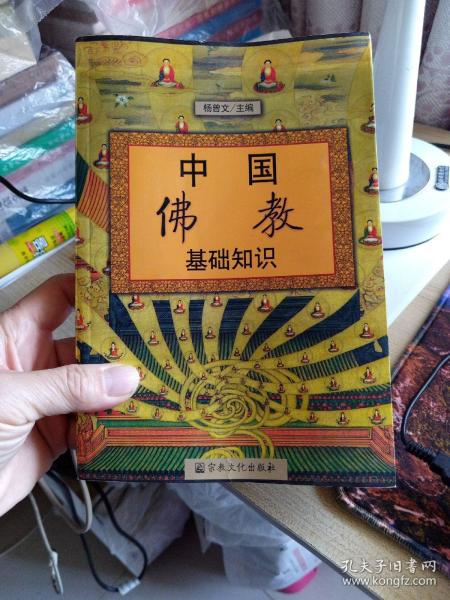 杨曾文/主编
中国
佛教
基础知识
宗教文化出版社
孔夫子旧书网
www.kongfz.com